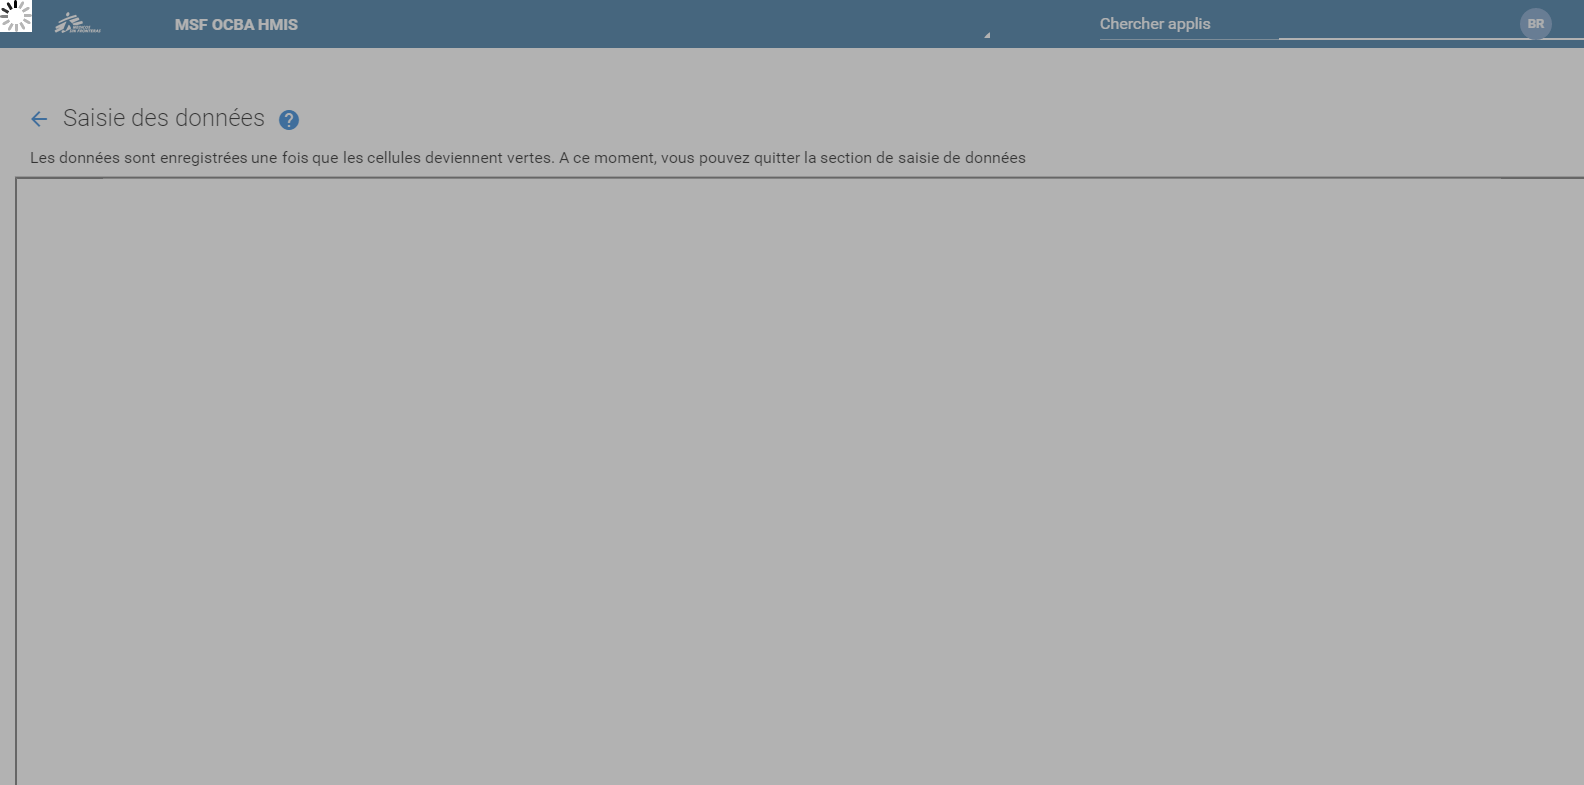 MSF OCBA HMIS
Chercher applis
BR
Saisie des données
?
Les données sont enregistrées une fois que les cellules deviennent vertes. A ce moment, vous pouvez quitter la section de saisie de données